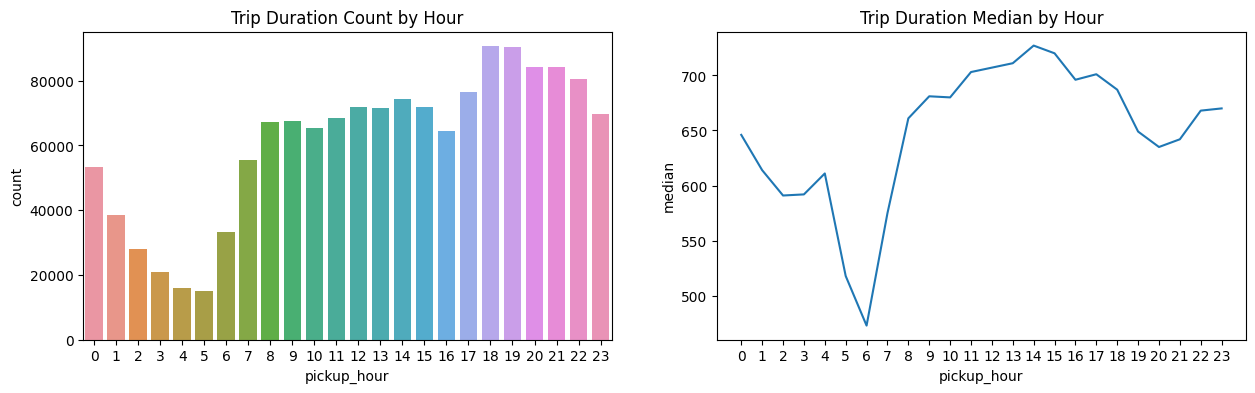 Trip Duration Count by Hour
80000
60000
40000
20000
0
count
0 1 2 3 4 5 6 7 8 9 10 11 12 13 14 15 16 17 18 19 20 21 22 23
pickup_hour
Trip Duration Median by Hour
700
650
600
550
500
median
0 1 2 3 4 5 6 7 8 9 10 11 12 13 14 15 16 17 18 19 20 21 22 23
pickup_hour